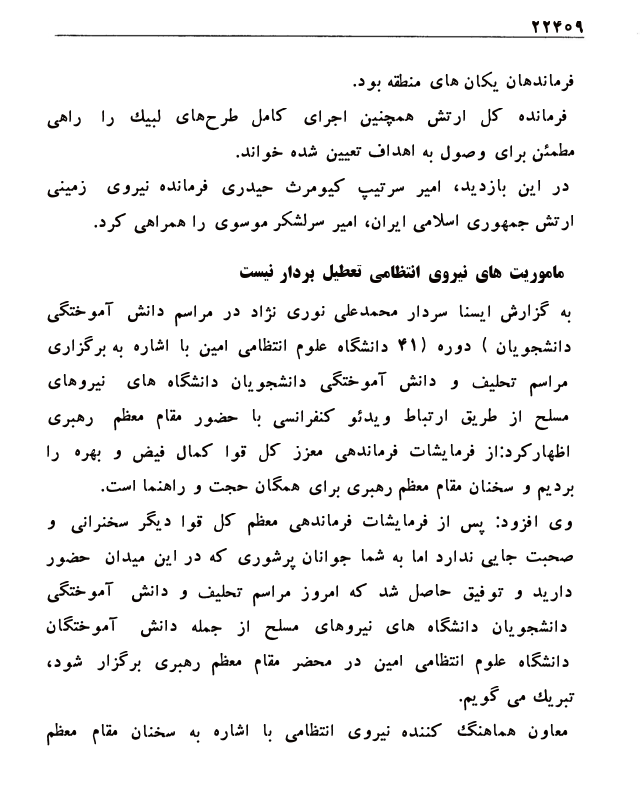 ۲۲۴۰۹
فرماندهان یکان های منطقه بود.
فرمانده کل ارتش همچنین اجرای کامل طرح‌های لبیك را راهی
مطمئن برای وصول به اهداف تعیین شده خواند.
در این بازدید، امیر سرتیپ کیومرث حیدری فرمانده نیروی زمینی
ارتش جمهوری اسلامی ایران، امیر سرلشکر موسوی را همراهی کرد.
ماموریت های نیروی انتظامی تعطیل بردار نیست
به گزارش ایسنا سردار محمدعلی نوری نژاد در مراسم دانش آموختگی
دانشجویان ) دوره (۴۱ دانشگاه علوم انتظامی امین با اشاره به برگزاری
مراسم تحلیف و دانش آموختگی دانشجویان دانشگاه های نیروهای
مسلح از طریق ارتباط ویدئو کنفرانسی با حضور مقام معظم رهبری
اظهارکرد:از فرمایشات فرماندهی معزز کل قوا کمال فیض و بهره را
بردیم و سخنان مقام معظم رهبری برای همگان حجت و راهنما است.
وی افزود: پس از فرمایشات فرماندهی معظم کل قوا دیگر سخنرانی و
صحبت جایی ندارد اما به شما جوانان پرشوری که در این میدان حضور
دارید و توفیق حاصل شد که امروز مراسم تحلیف و دانش آموختگی
دانشجویان دانشگاه های نیروهای مسلح از جمله دانش آموختگان
دانشگاه علوم انتظامی امین در محضر مقام معظم رهبری برگزار شود،
تبریك می گویم.
معاون هماهنگ کننده نیروی انتظامی با اشاره به سخنان مقام معظم